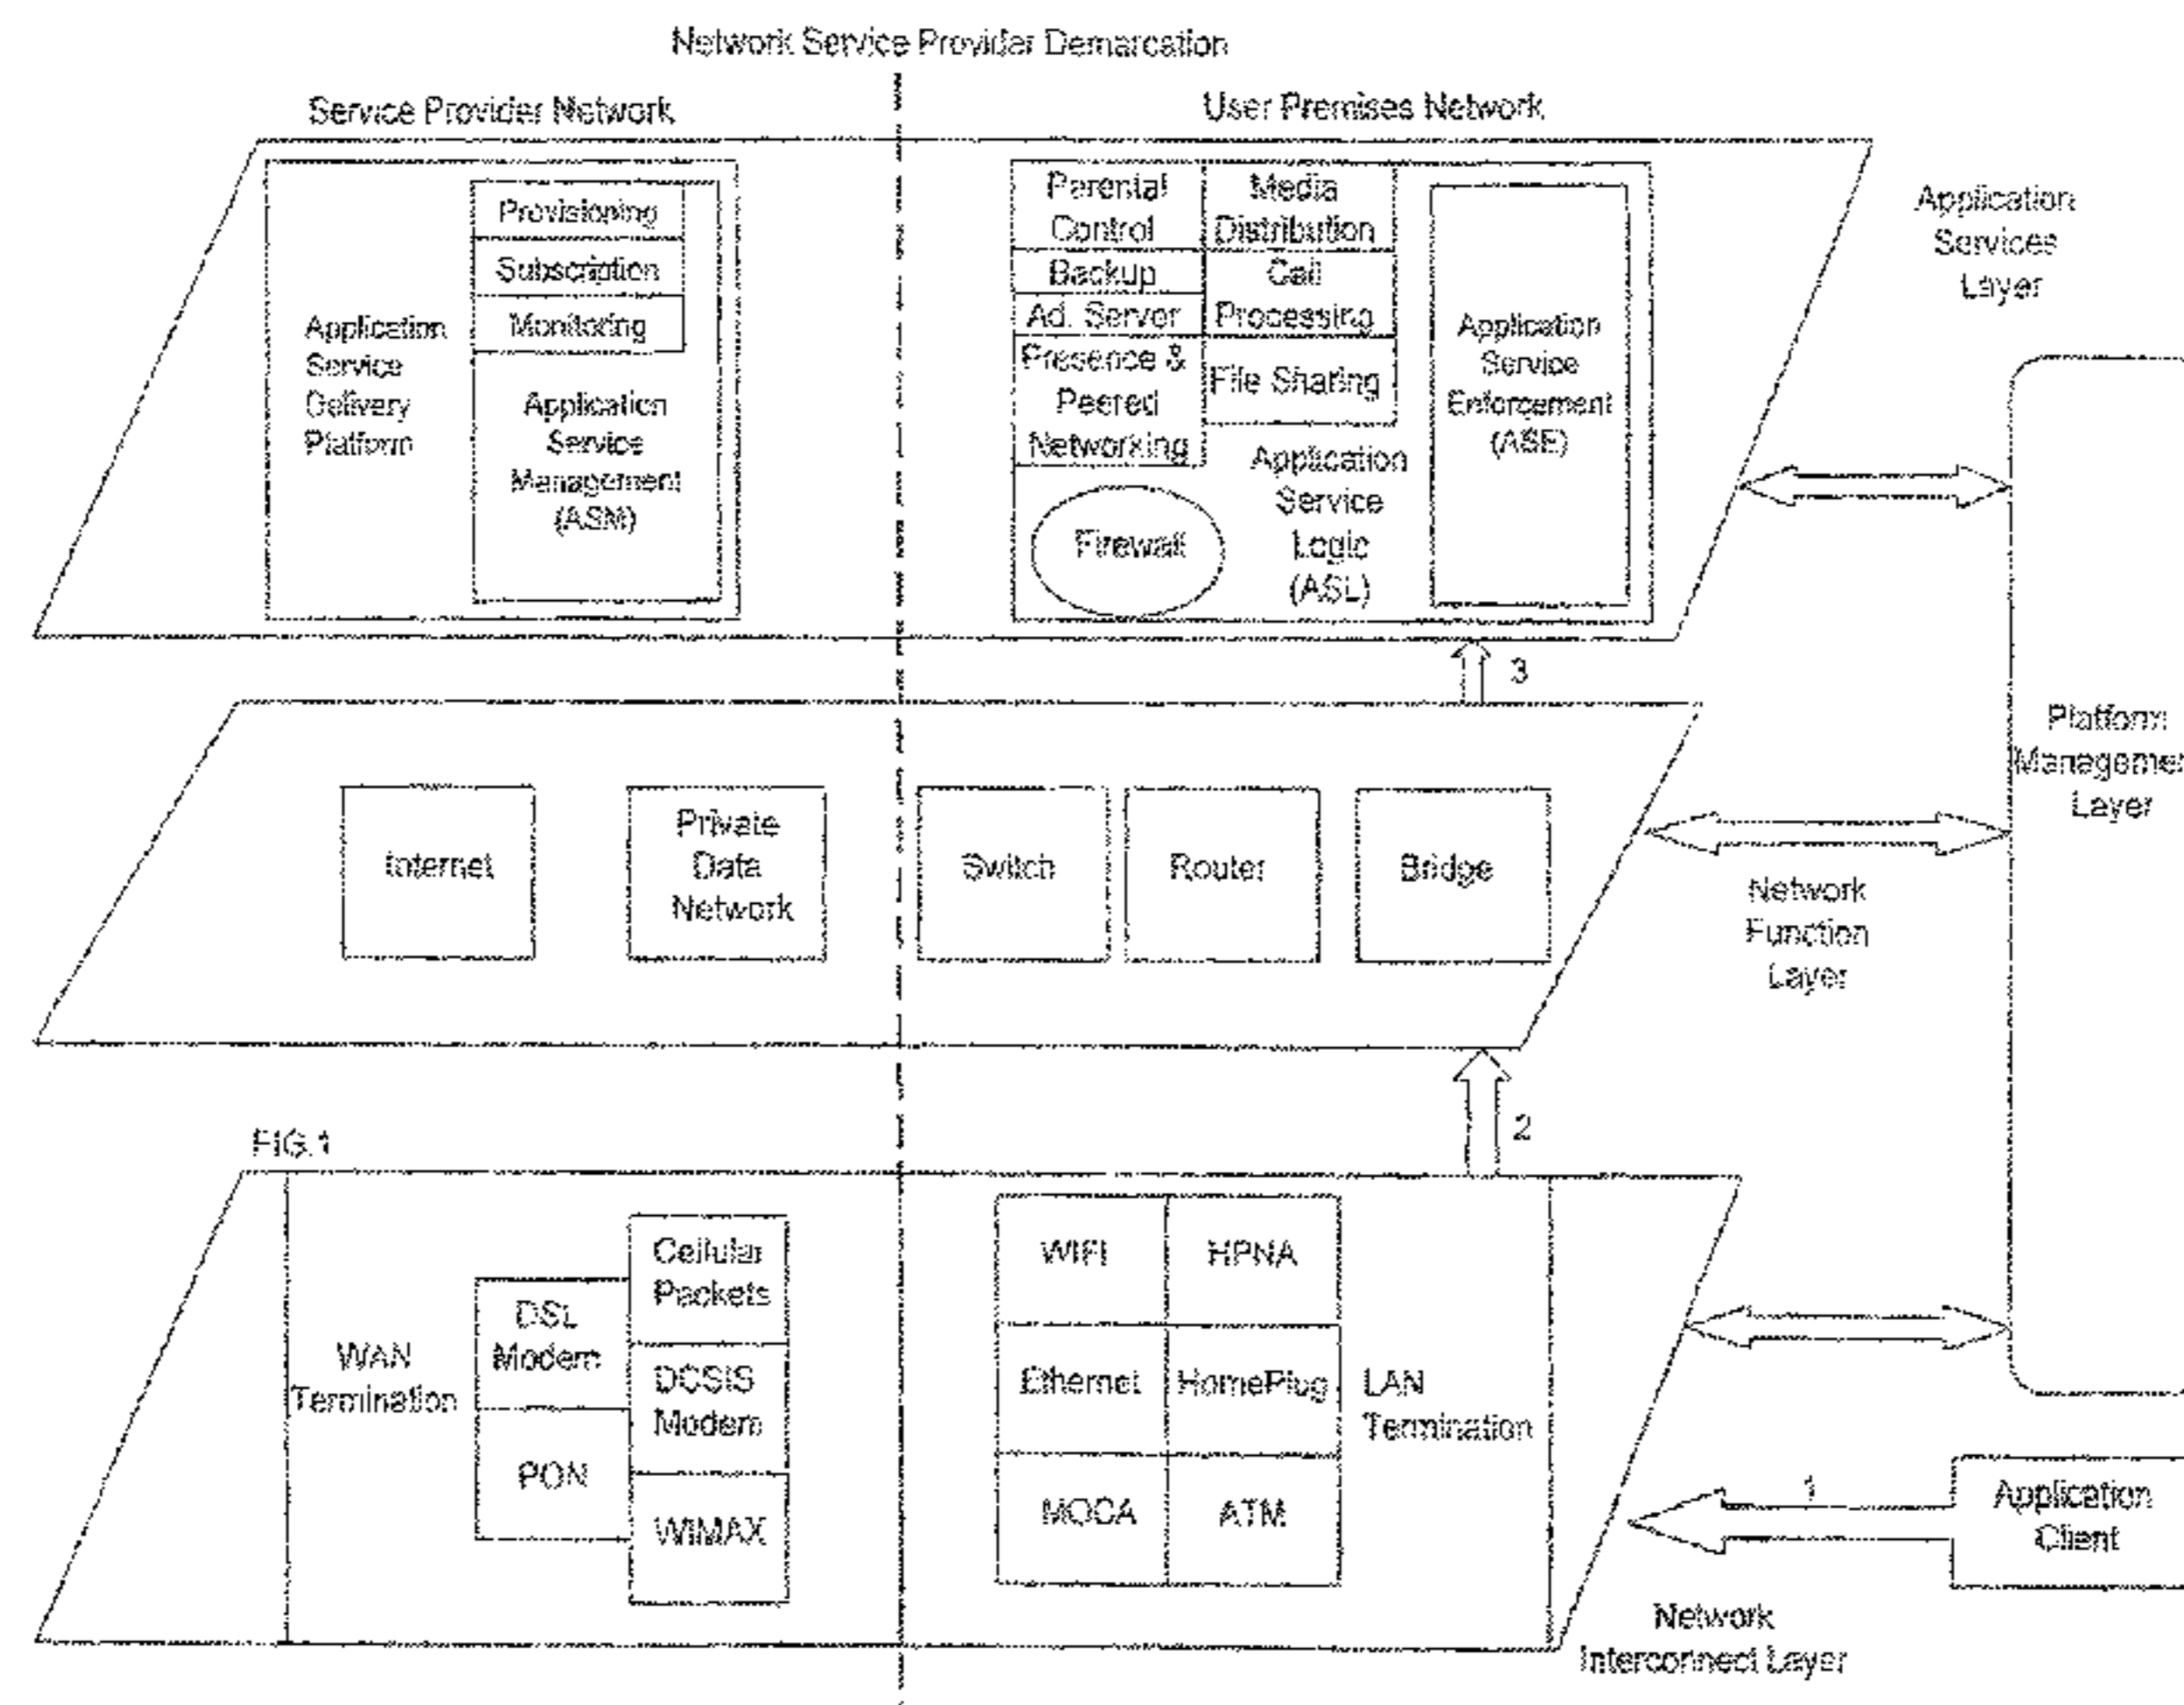 Network Service Provider Demarcation
Service Provider Network
User Premises Network
Provisioning
Subscription
Monitoring
Application
Service
Delivery
Platform
Application
Service
Management
(ASM)
Parental
Control
Media
Distribution
Backup
Call
Processing
Ad. Server
Presence &
Peered
Networking
File Sharing
Application
Service
Logic
(ASL)
Firewall
Application
Service
Enforcement
(ASE)
Application
Services
Layer
3
Internet
Private
Data
Network
Switch
Router
Bridge
Network
Function
Layer
Platform
Managemen
Layer
2
FIG.1
WAN
Termination
DSL
Modem
PON
Cellular
Packets
DCSIS
Modem
WIMAX
WIFI
HPNA
Ethernet
HomePlug
MOCA
ATM
LAN
Termination
1
Application
Client
Network
Interconnect Layer